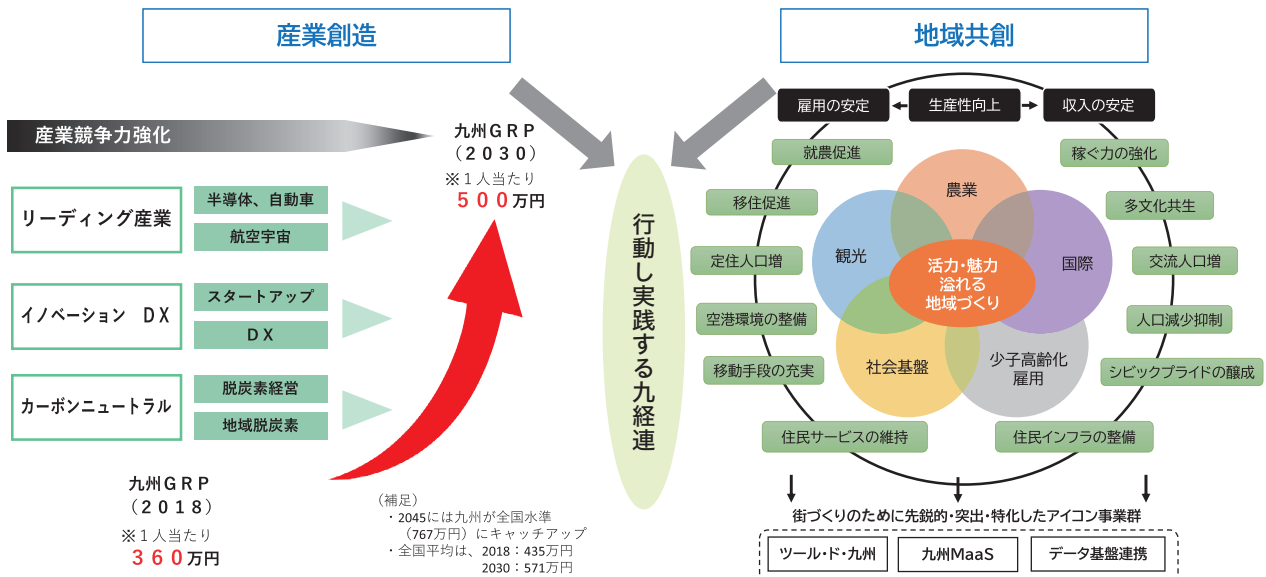 産業創造
産業競争力強化
九州ＧＲＰ
（２０３０）
※１人当たり
５００万円
リーディング産業
半導体、自動車
航空宇宙
イノベーション　ＤＸ
スタートアップ
ＤＸ
カーボンニュートラル
脱炭素経営
地域脱炭素
九州ＧＲＰ
（２０１８）
※１人当たり
３６０万円
（補足）
・2045には九州が全国水準
（767万円）にキャッチアップ
・全国平均は、2018：435万円
2030：571万円
行動し実践する九経連
地域共創
雇用の安定
生産性向上
収入の安定
就農促進
稼ぐ力の強化
移住促進
多文化共生
定住人口増
交流人口増
空港環境の整備
人口減少抑制
移動手段の充実
シビックプライドの醸成
住民サービスの維持
住民インフラの整備
農業
観光
国際
活力・魅力
溢れる
地域づくり
社会基盤
少子高齢化
雇用
街づくりのために先鋭的・突出・特化したアイコン事業群
ツール・ド・九州
九州MaaS
データ基盤連携